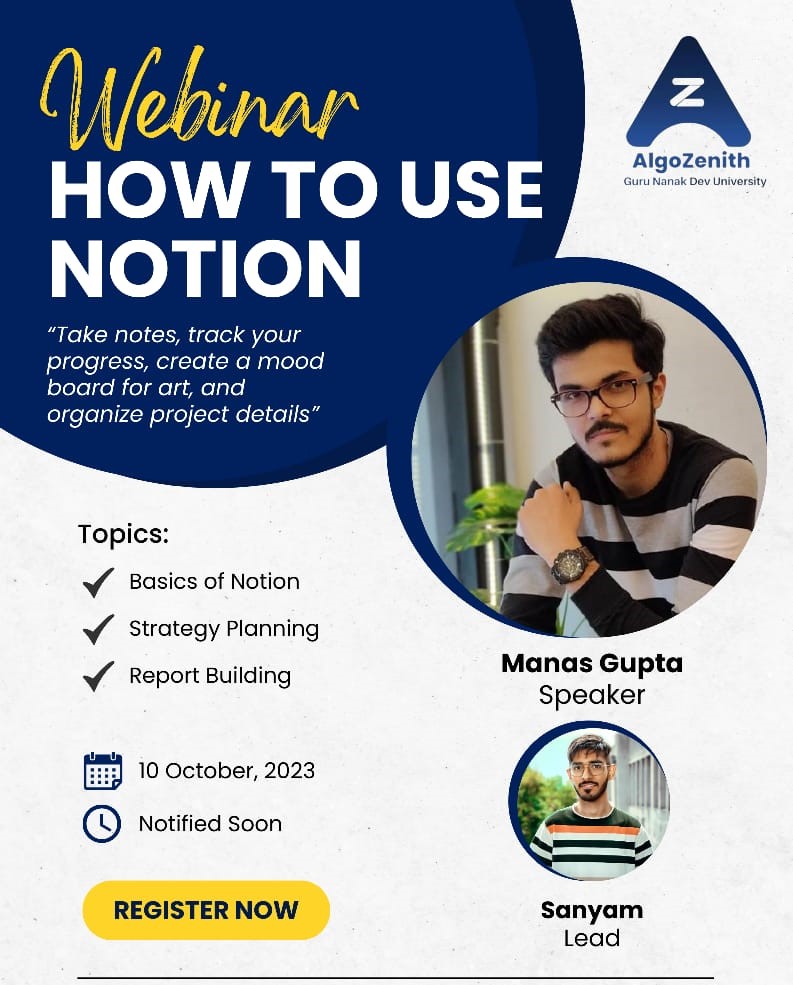 Webinar
HOW TO USE
NOTION
“Take notes, track your
progress, create a mood
board for art, and
organize project details”
Z
AlgoZenith
Guru Nanak Dev University
Topics:
Basics of Notion
Strategy Planning
Report Building
10 October, 2023
Notified Soon
REGISTER NOW
Manas Gupta
Speaker
Sanyam
Lead